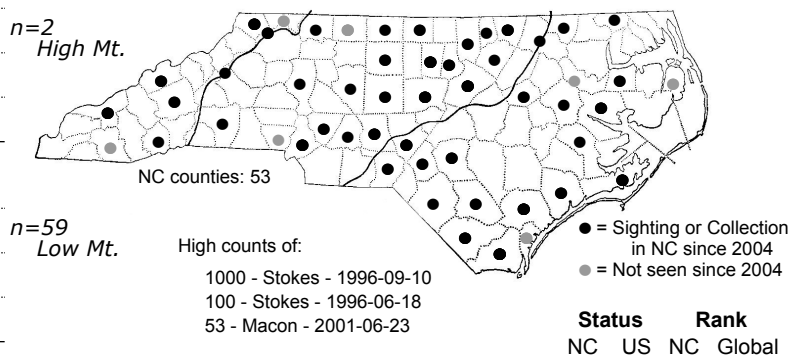 n=2
High Mt.
NC counties: 53
n=59
Low Mt.
High counts of:
1000 - Stokes - 1996-09-10
100 - Stokes - 1996-06-18
53 - Macon - 2001-06-23
● = Sighting or Collection
in NC since 2004
● = Not seen since 2004
Status Rank
NC US NC Global